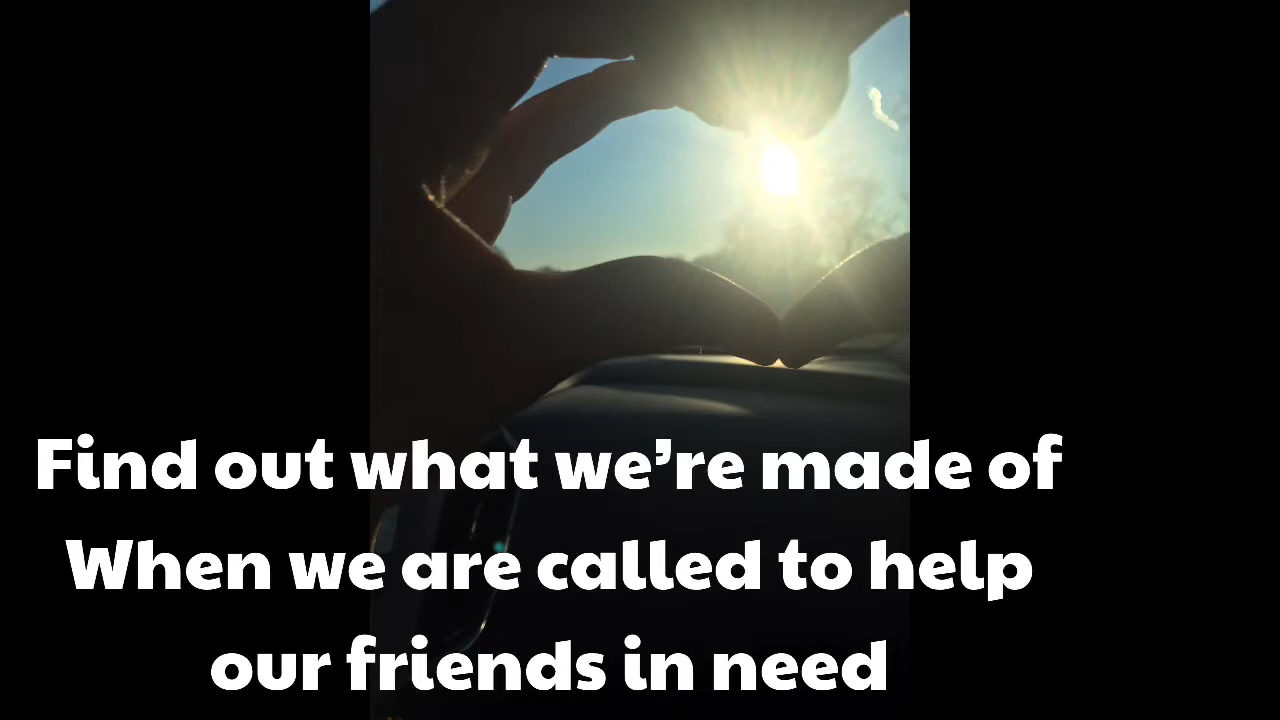 Find out what we’re made of
When we are called to help
our friends in need